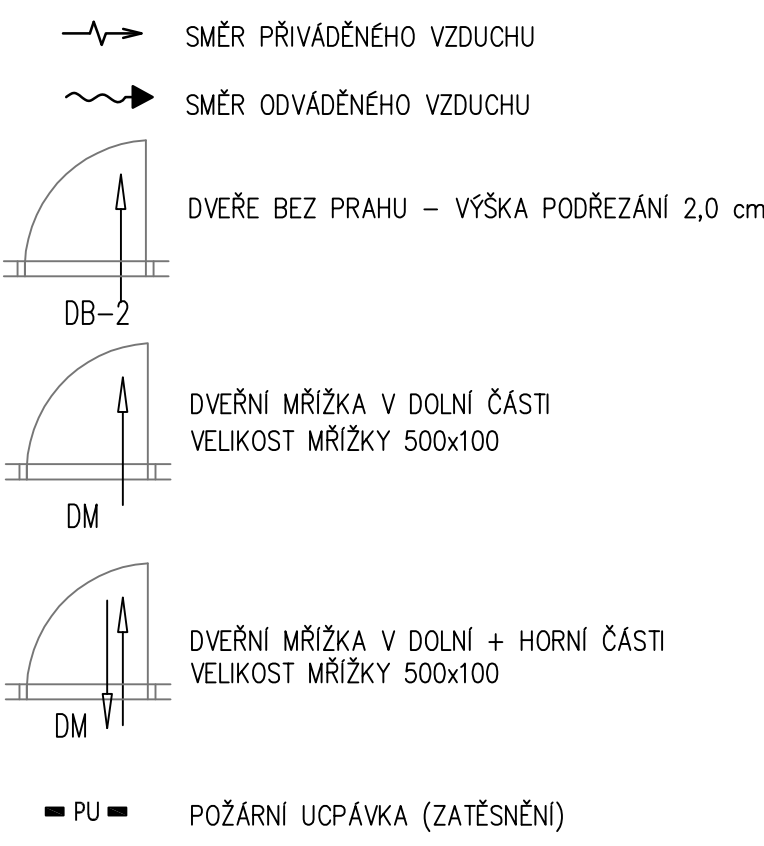 SMĚR PŘIVÁDĚNÉHO VZDUCHU
SMĚR ODVÁDĚNÉHO VZDUCHU
DVEŘE BEZ PRAHU – VÝŠKA PODŘEZÁNÍ 2,0 cm
DB–2
DVEŘNÍ MŘÍŽKA V DOLNÍ ČÁSTI
VELIKOST MŘÍŽKY 500x100
DM
DVEŘNÍ MŘÍŽKA V DOLNÍ + HORNÍ ČÁSTI
VELIKOST MŘÍŽKY 500x100
DM
PU POŽÁRNÍ UCPÁVKA (ZATĚSNĚNÍ)